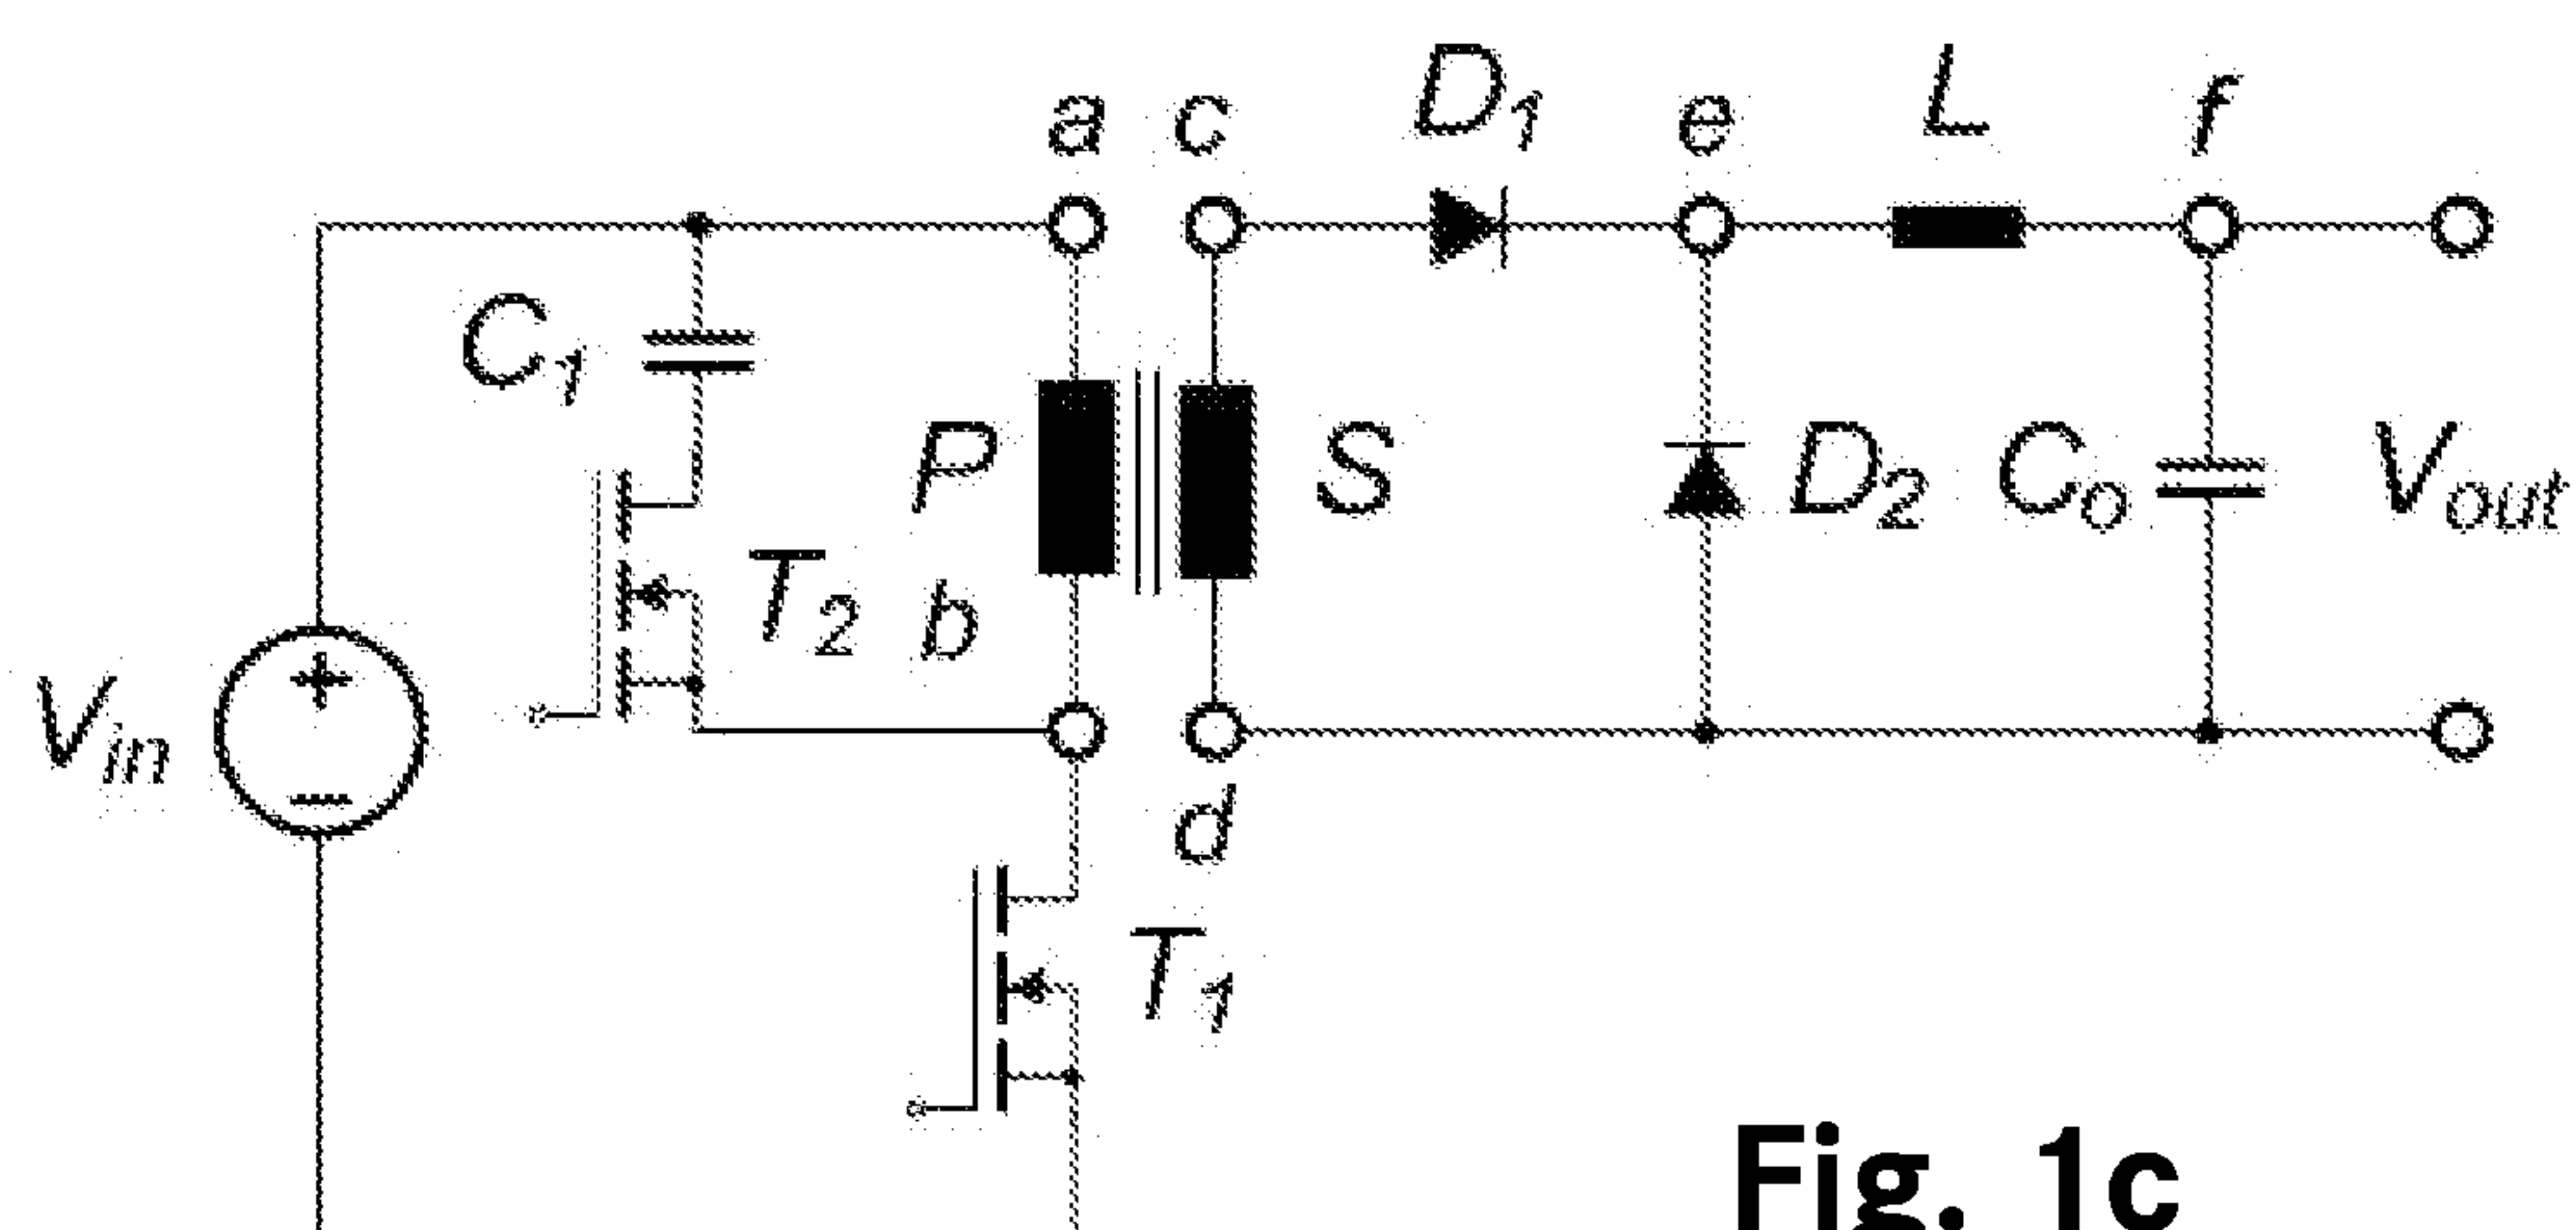 a c D1 e L f
C1
P S D2 Co Vout
T2 b
+
Vin
−
d
T1
Fig. 1c